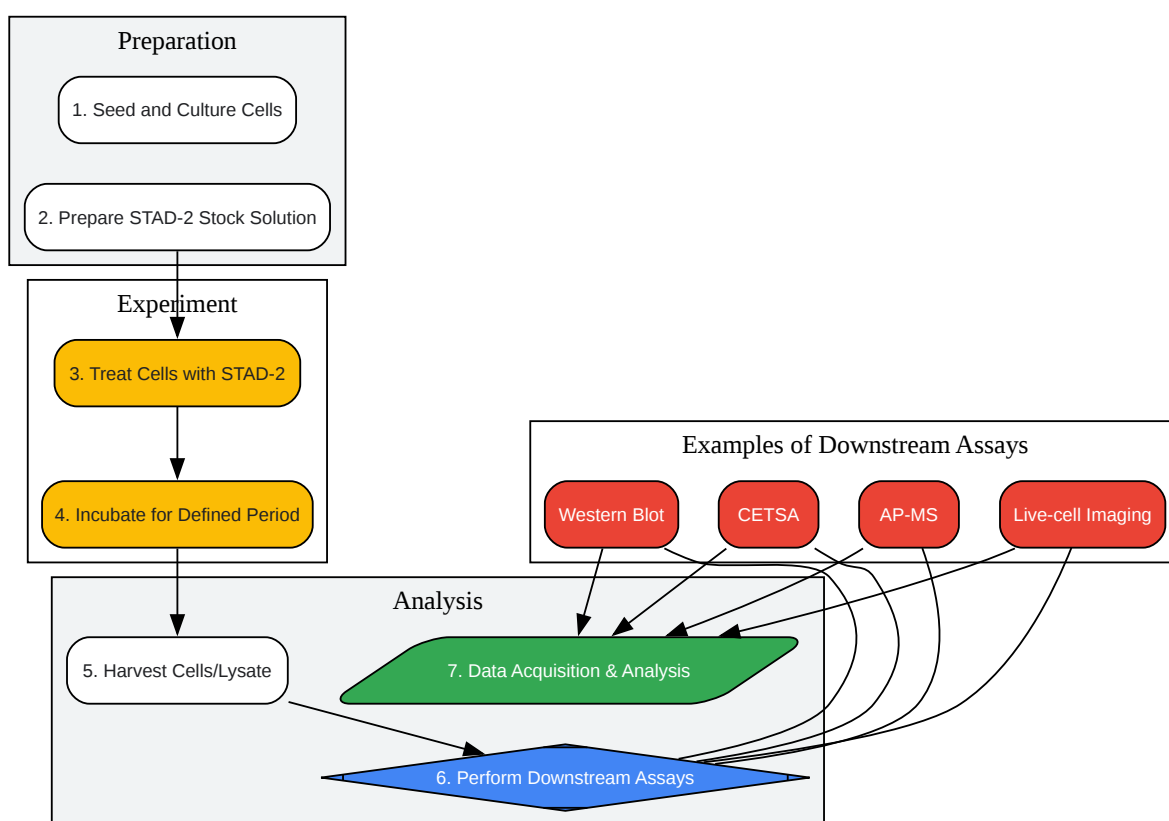 Preparation
1. Seed and Culture Cells
2. Prepare STAD-2 Stock Solution
Experiment
3. Treat Cells with STAD-2
4. Incubate for Defined Period
Examples of Downstream Assays
Western Blot
CETSA
AP-MS
Live-cell Imaging
Analysis
5. Harvest Cells/Lysate
7. Data Acquisition & Analysis
6. Perform Downstream Assays